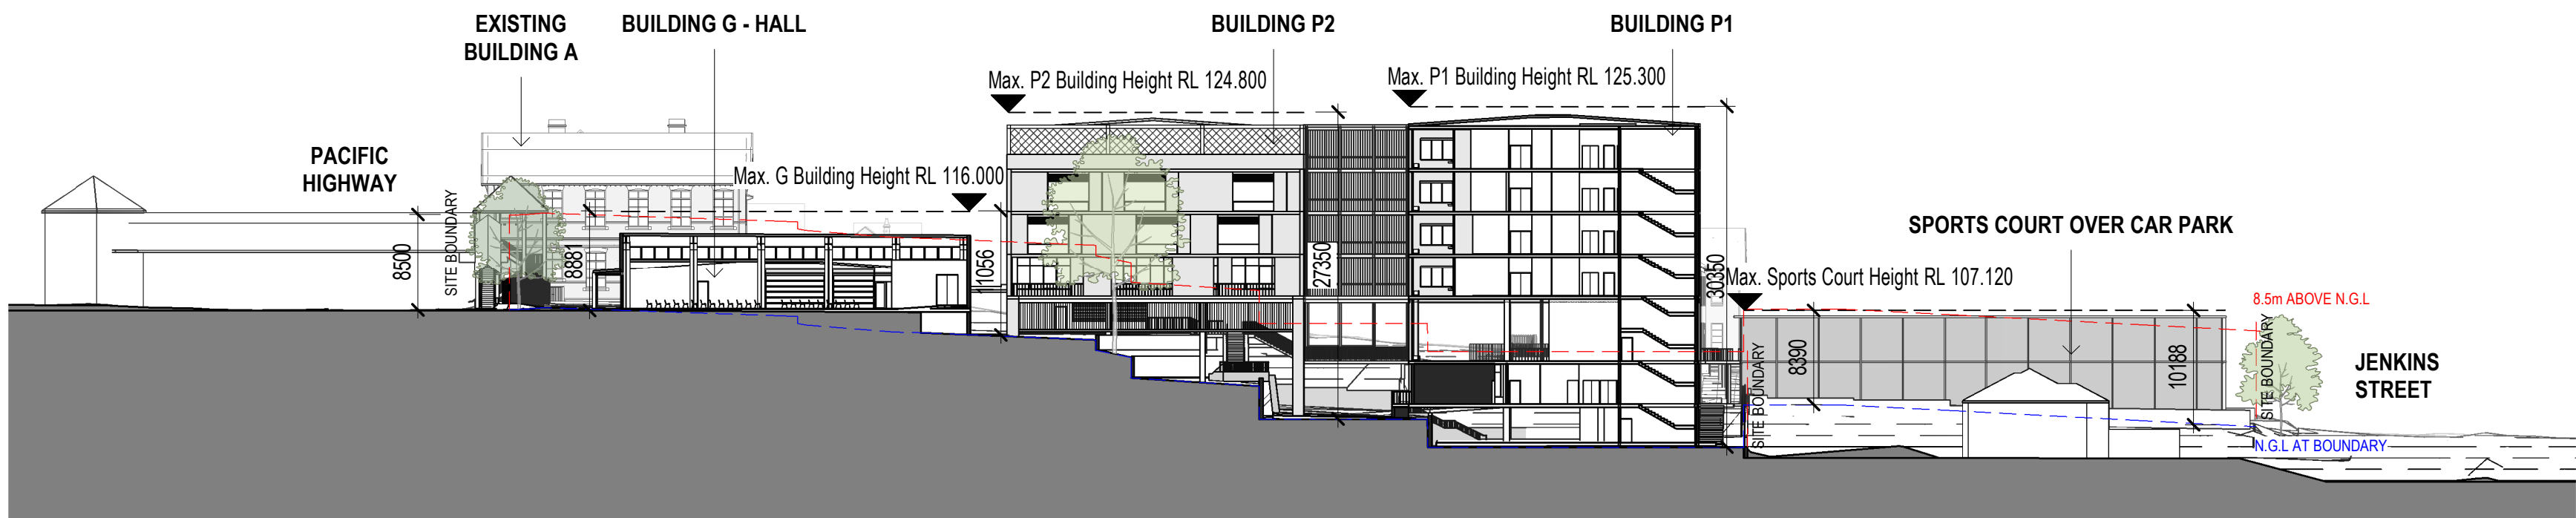 EXISTING
BUILDING A
BUILDING G - HALL
BUILDING P2
BUILDING P1
Max. P2 Building Height RL 124.800
Max. P1 Building Height RL 125.300
PACIFIC
HIGHWAY
Max. G Building Height RL 116.000
SITE BOUNDARY
8500
8881
11056
27350
30350
SPORTS COURT OVER CAR PARK
Max. Sports Court Height RL 107.120
8.5m ABOVE N.G.L
SITE BOUNDARY
8390
10188
SITE BOUNDARY
JENKINS
STREET
N.G.L AT BOUNDARY